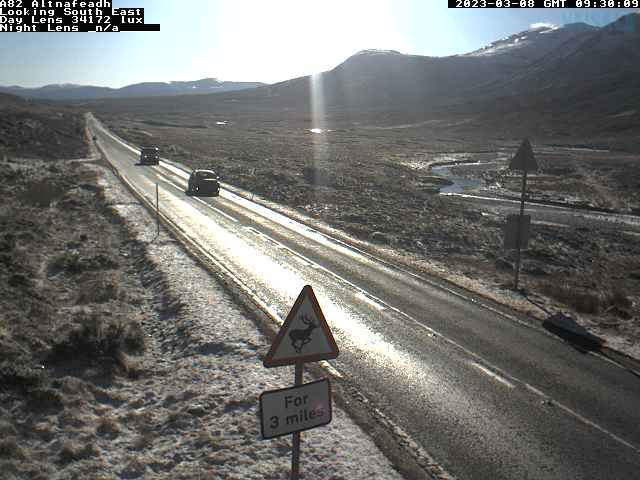 A82 Altnafeadh
2023-03-08 GMT 09:30:09
Looking South East
Day Lens 34172 lux
Night Lens n/a
For
3 miles